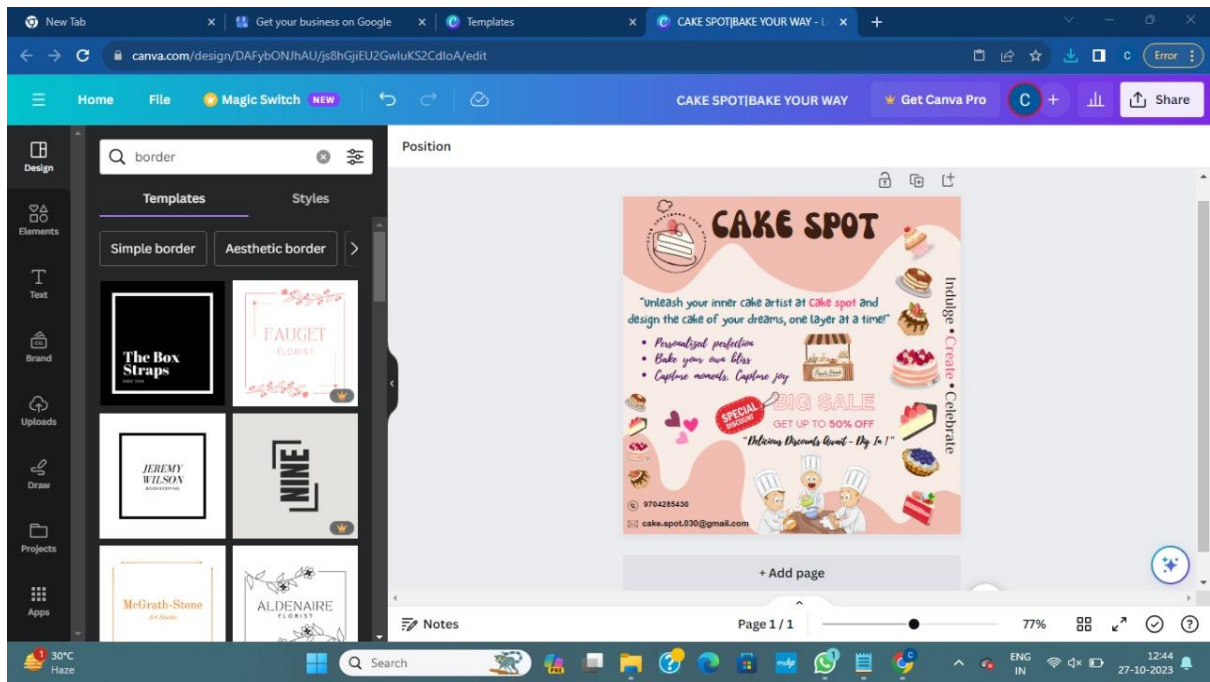 New Tab
Get your business on Google
Templates
CAKE SPOT|BAKE YOUR WAY - L
canva.com/design/DAFybONJhAU/js8hGjiEU2GwluKS2CdloA/edit
C
Error
Home
File
Magic Switch
NEW
CAKE SPOT|BAKE YOUR WAY
Get Canva Pro
C
Share
Design
Elements
Text
Brand
Uploads
Draw
Projects
Apps
border
Templates
Styles
Simple border
Aesthetic border
The Box
Straps
FAUGET
FLORIST
JEREMY
WILSON
BOOKKEEPING
NINE
McGrath-Stone
Art Studio
ALDENAIRE
FLORIST
Position
CAKE SPOT
"Unleash your inner cake artist at Cake spot and
design the cake of your dreams, one layer at a time!"
• Personalized perfection
• Bake your own bliss
• Capture moments, Capture joy
Indulge • Create • Celebrate
SPECIAL
DISCOUNT
BIG SALE
GET UP TO 50% OFF
"Delicious Discounts Await - Dig In !"
9704285430
cake.spot.030@gmail.com
+ Add page
Notes
Page 1 / 1
77%
1
30°C
Haze
Search
PRE
ENG
IN
12:44
27-10-2023